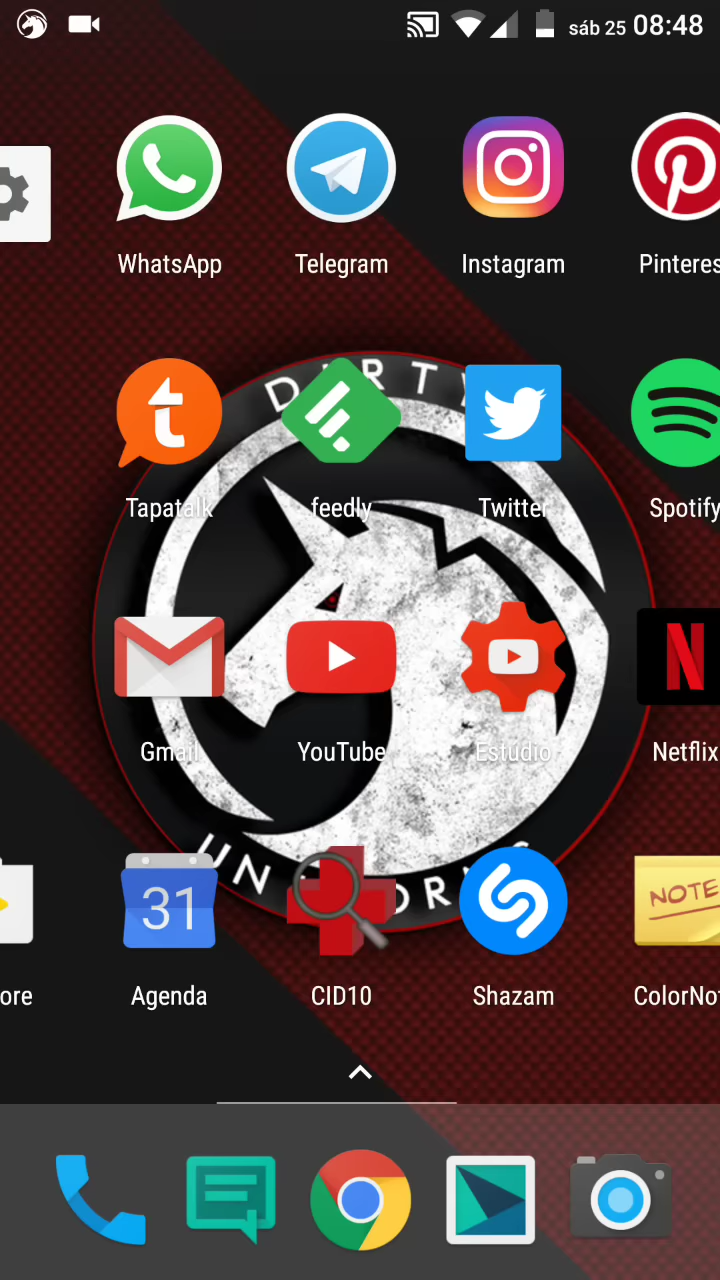 sáb 25 08:48
WhatsApp Telegram Instagram Pinteres
DIRTY
Tapatalk feedly Twitter Spotify
Gmail YouTube Estudio Netflix
31 NOTE
ore Agenda CID10 Shazam ColorNot